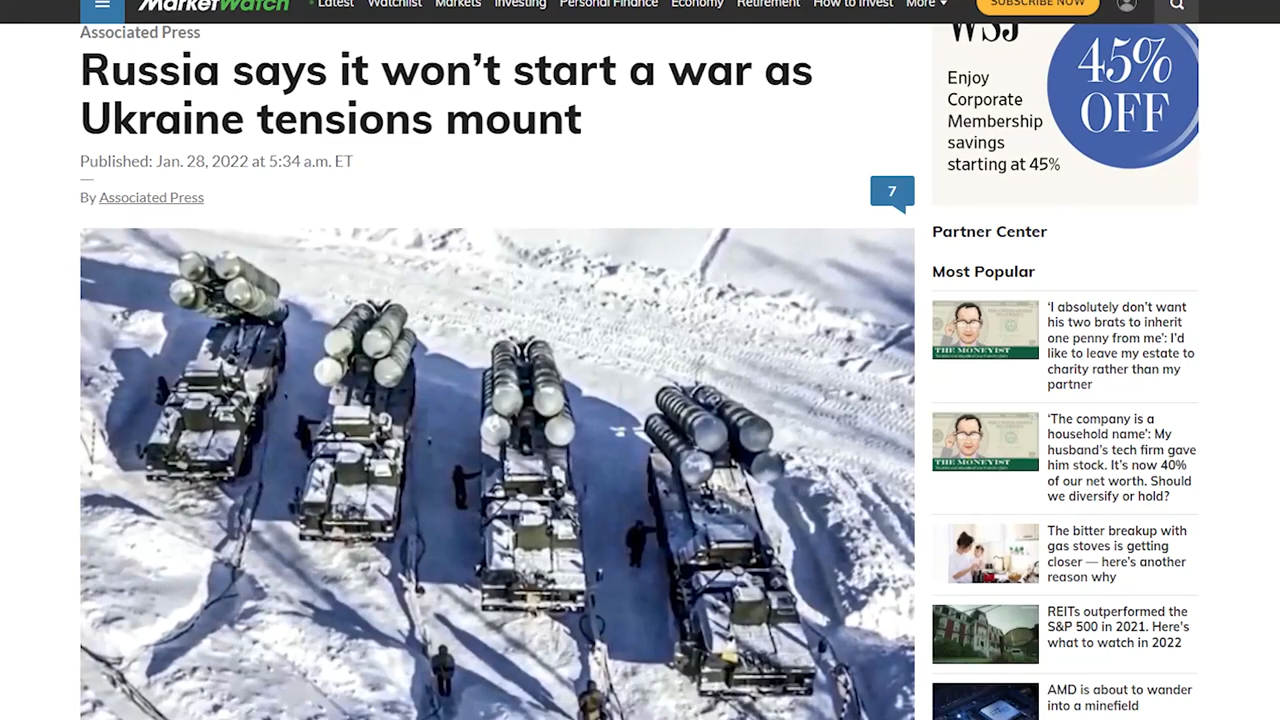 MarketWatch
Latest Watchlist Markets Investing Personal Finance Economy Retirement How to Invest More
SUBSCRIBE NOW
Associated Press
Russia says it won’t start a war as
Ukraine tensions mount
Published: Jan. 28, 2022 at 5:34 a.m. ET
By Associated Press
7
WSJ
Enjoy
Corporate
Membership
savings
starting at 45%
45%
OFF
Partner Center
Most Popular
THE MONEYIST
‘I absolutely don’t want
his two brats to inherit
one penny from me’: I’d
like to leave my estate to
charity rather than my
partner
THE MONEYIST
‘The company is a
household name’: My
husband’s tech firm gave
him stock. It’s now 40%
of our net worth. Should
we diversify or hold?
The bitter breakup with
gas stoves is getting
closer — here’s another
reason why
REITs outperformed the
S&P 500 in 2021. Here’s
what to watch in 2022
AMD is about to wander
into a minefield